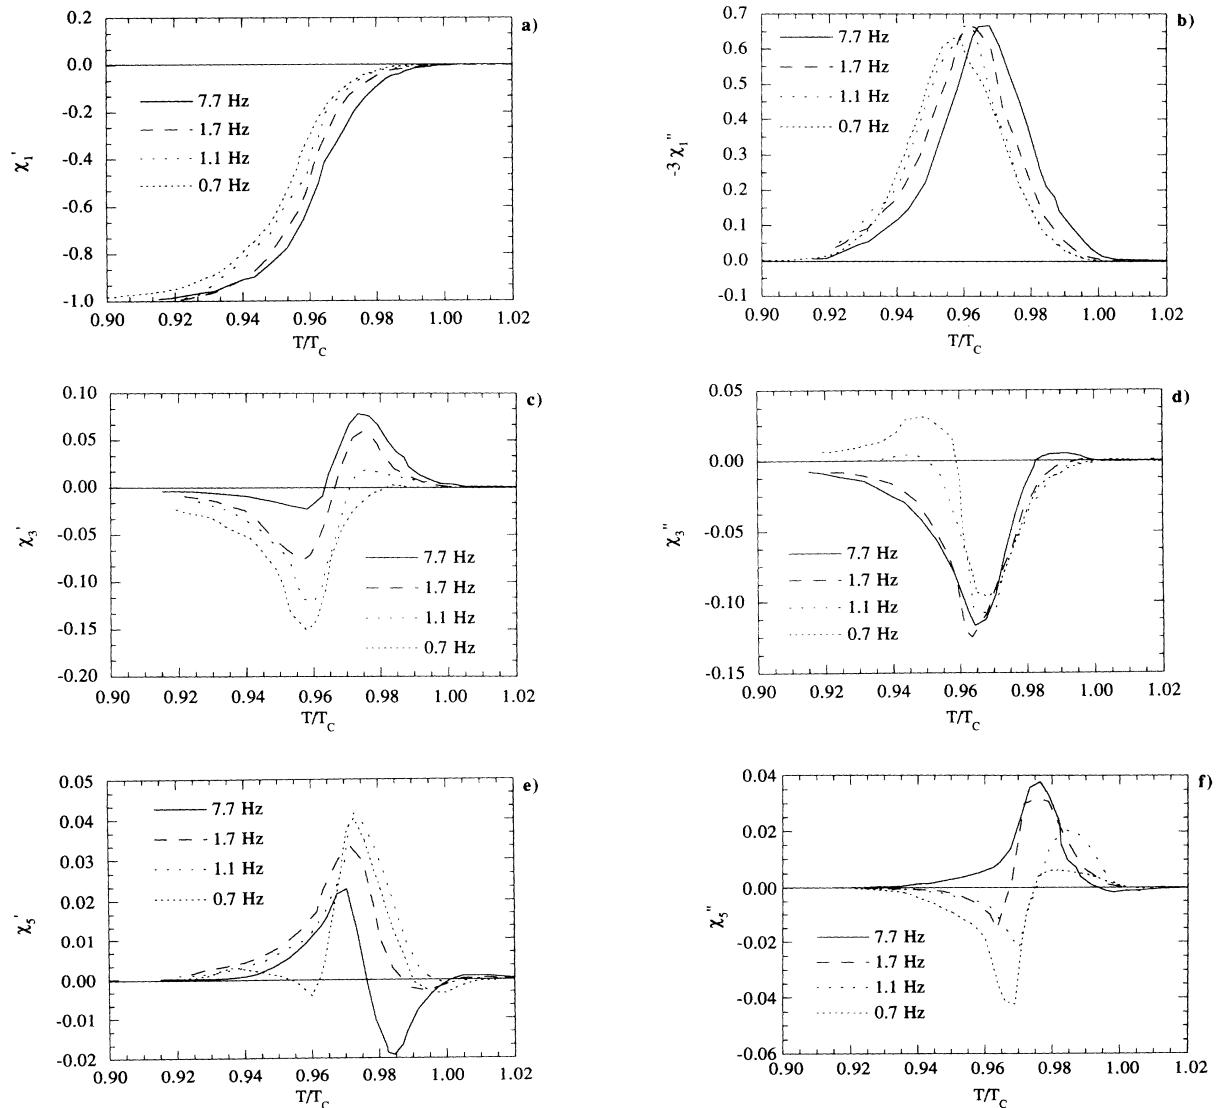 a)
0.2
0.0
-0.2
-0.4
-0.6
-0.8
-1.0
χ₁'
7.7 Hz
1.7 Hz
1.1 Hz
0.7 Hz
0.90 0.92 0.94 0.96 0.98 1.00 1.02
T/T_C
b)
0.7
0.6
0.5
0.4
0.3
0.2
0.1
0.0
-0.1
-3 χ₁"
7.7 Hz
1.7 Hz
1.1 Hz
0.7 Hz
0.90 0.92 0.94 0.96 0.98 1.00 1.02
T/T_C
c)
0.10
0.05
0.00
-0.05
-0.10
-0.15
-0.20
χ₃'
7.7 Hz
1.7 Hz
1.1 Hz
0.7 Hz
0.90 0.92 0.94 0.96 0.98 1.00 1.02
T/T_C
d)
0.05
0.00
-0.05
-0.10
-0.15
χ₃"
7.7 Hz
1.7 Hz
1.1 Hz
0.7 Hz
0.90 0.92 0.94 0.96 0.98 1.00 1.02
T/T_C
e)
0.05
0.04
0.03
0.02
0.01
0.00
-0.01
-0.02
χ₅'
7.7 Hz
1.7 Hz
1.1 Hz
0.7 Hz
0.90 0.92 0.94 0.96 0.98 1.00 1.02
T/T_C
f)
0.04
0.02
0.00
-0.02
-0.04
-0.06
χ₅"
7.7 Hz
1.7 Hz
1.1 Hz
0.7 Hz
0.90 0.92 0.94 0.96 0.98 1.00 1.02
T/T_C